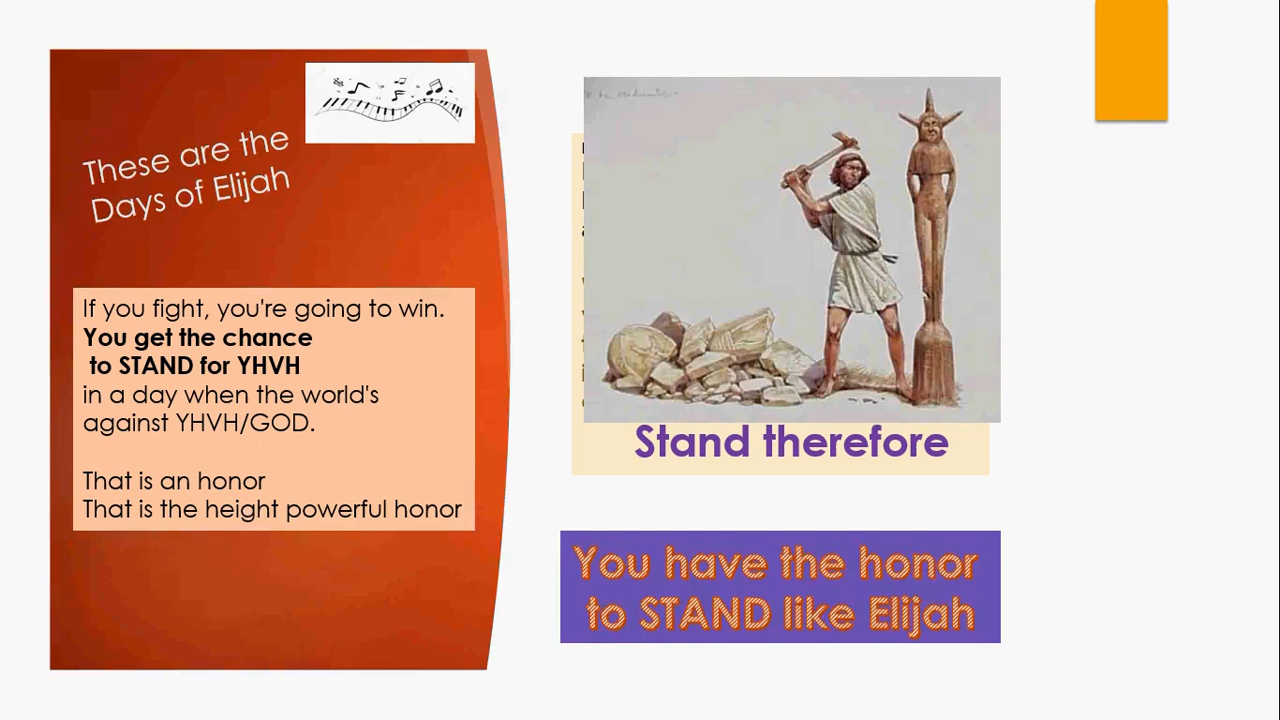 These are the
Days of Elijah
If you fight, you're going to win.
You get the chance
to STAND for YHVH
in a day when the world's
against YHVH/GOD.
That is an honor
That is the height powerful honor
Stand therefore
You have the honor
to STAND like Elijah